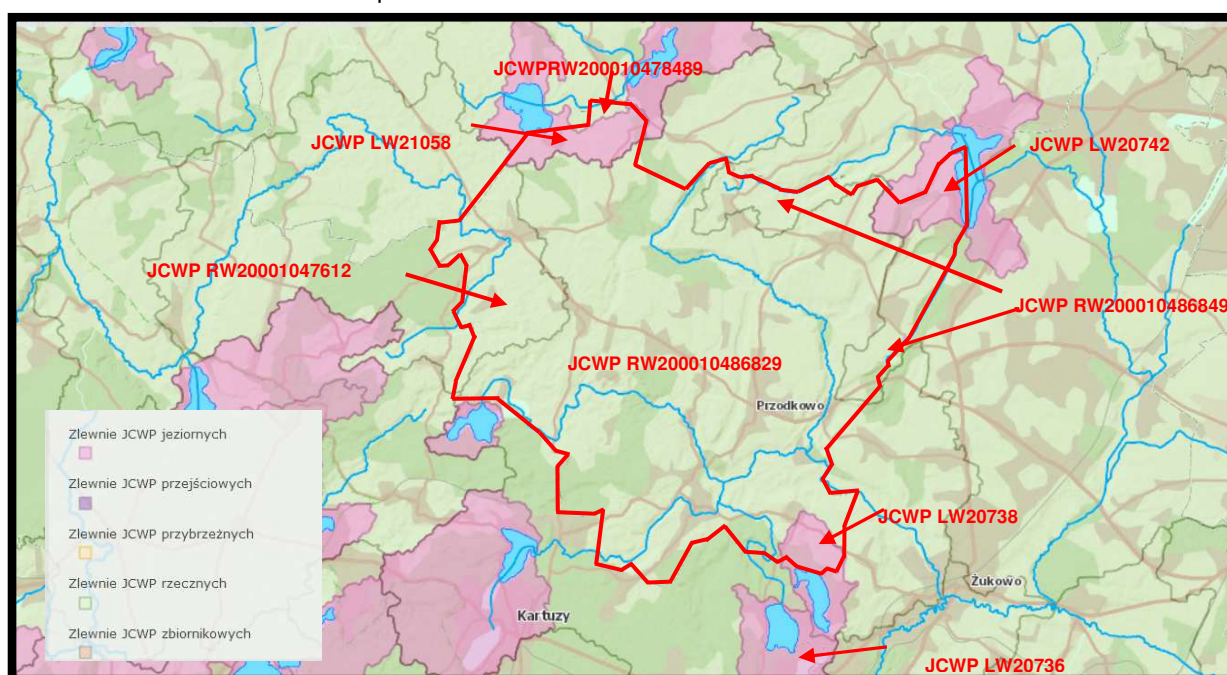 JCWPRW200010478489
JCWP LW21058
JCWP LW20742
JCWP RW20001047612
JCWP RW200010486849
JCWP RW200010486829
Przodkowo
Zlewnie JCWP jeziornych
Zlewnie JCWP przejściowych
JCWP LW20738
Zlewnie JCWP przybrzeżnych
Zlewnie JCWP rzecznych
Żukowo
Kartuzy
Zlewnie JCWP zbiornikowych
JCWP LW20736